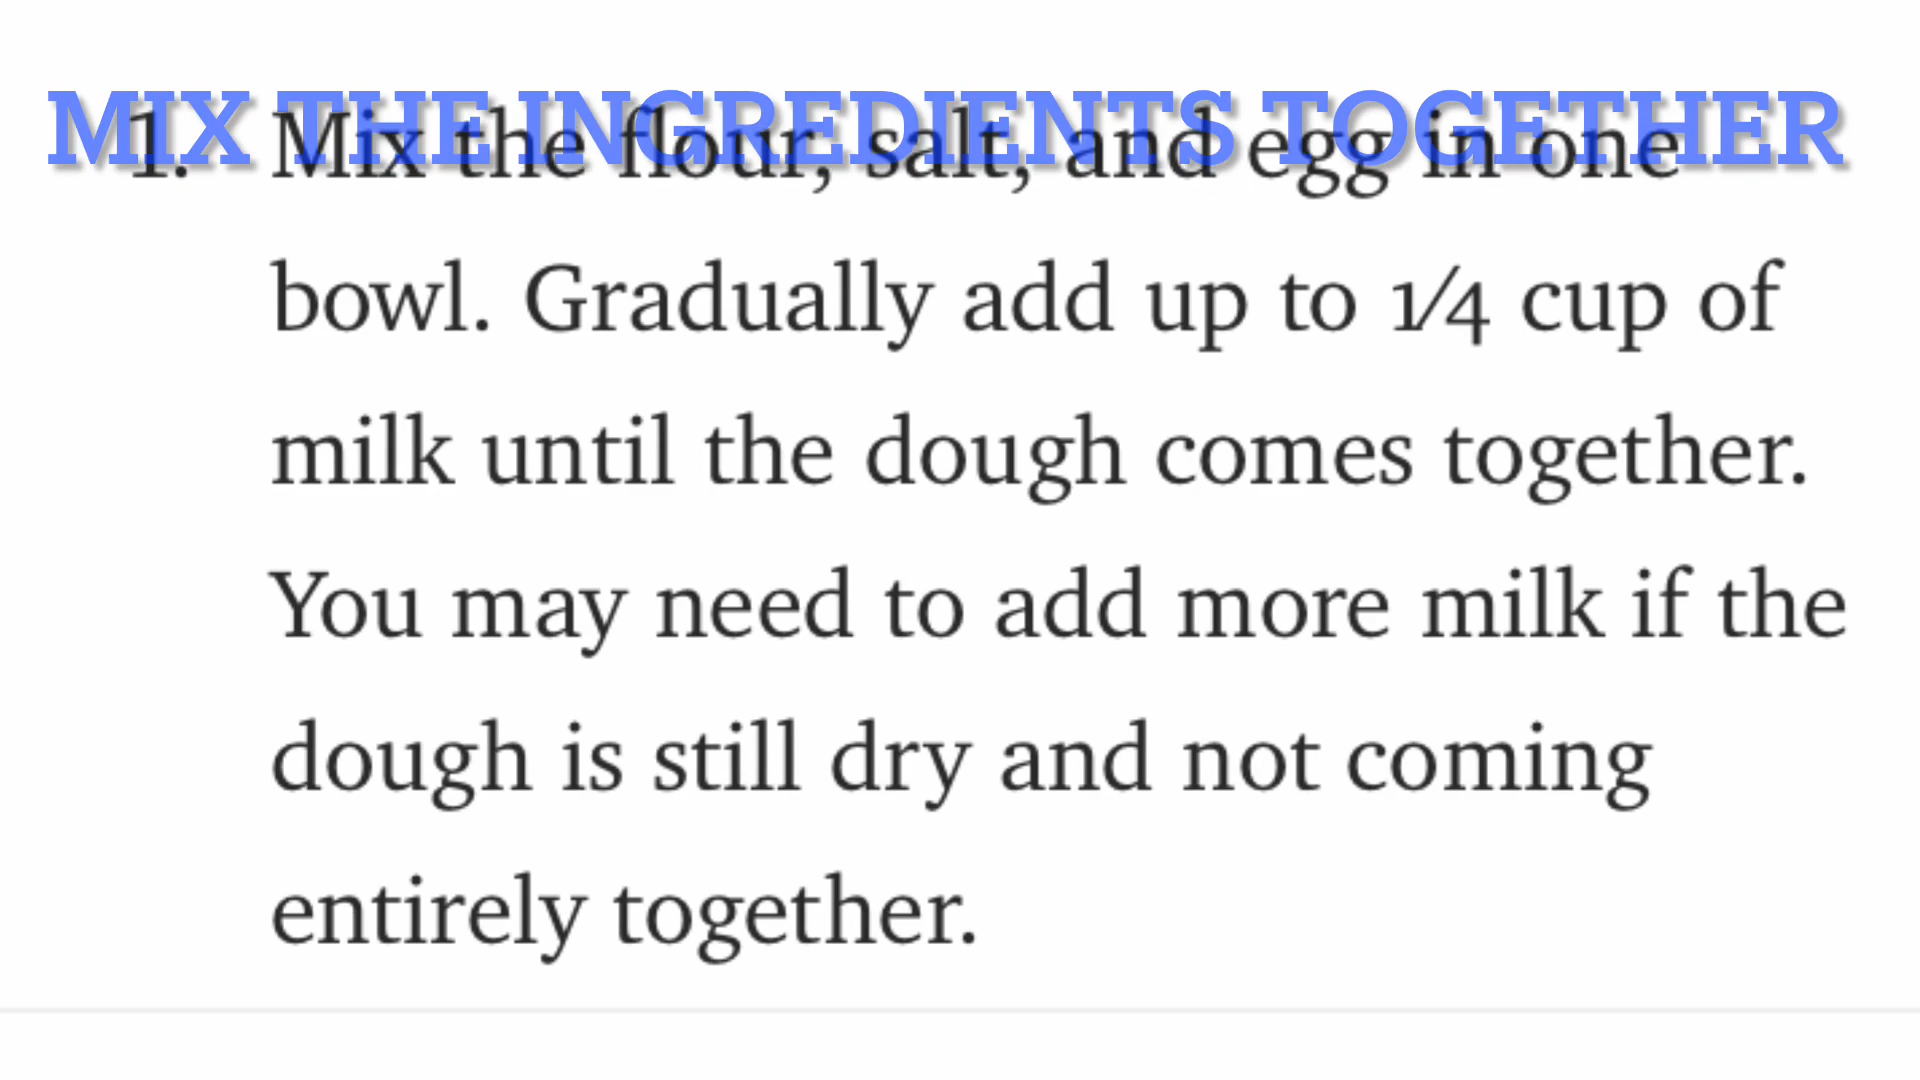 MIX THE INGREDIENTS TOGETHER
1. Mix the flour, salt, and egg in one
bowl. Gradually add up to 1/4 cup of
milk until the dough comes together.
You may need to add more milk if the
dough is still dry and not coming
entirely together.